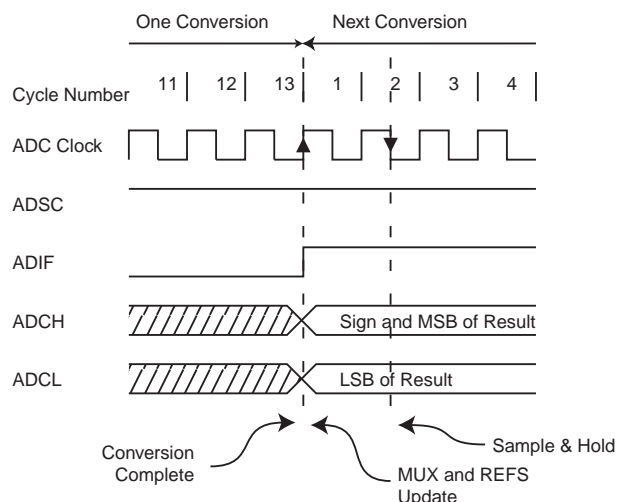 One Conversion Next Conversion
Cycle Number 11 12 13 1 2 3 4
ADC Clock
ADSC
ADIF
ADCH Sign and MSB of Result
ADCL LSB of Result
Conversion
Complete
MUX and REFS
Update
Sample & Hold